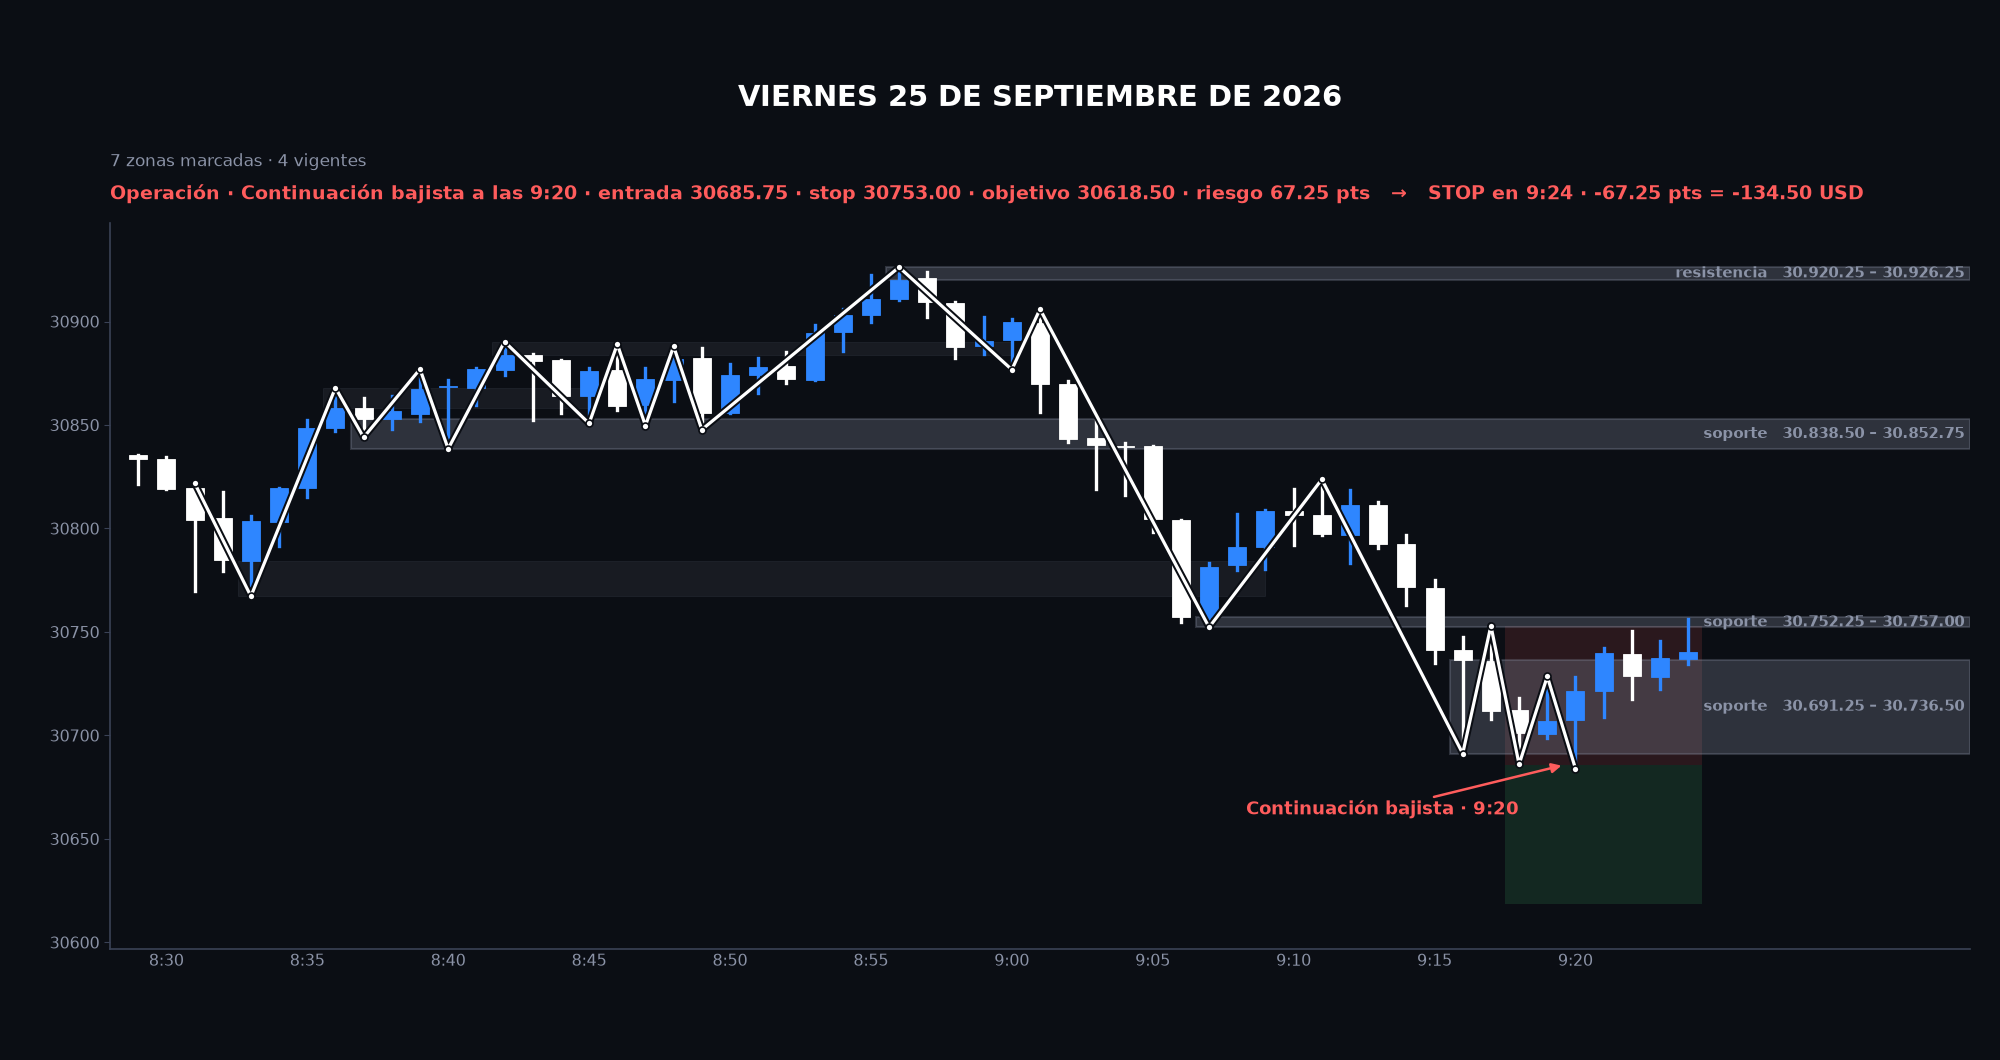 VIERNES 25 DE SEPTIEMBRE DE 2026
7 zonas marcadas · 4 vigentes
Operación · Continuación bajista a las 9:20 · entrada 30685.75 · stop 30753.00 · objetivo 30618.50 · riesgo 67.25 pts → STOP en 9:24 · -67.25 pts = -134.50 USD
resistencia 30.920.25 – 30.926.25
30900
30850
soporte 30.838.50 – 30.852.75
30800
30750
soporte 30.752.25 – 30.757.00
soporte 30.691.25 – 30.736.50
30700
Continuación bajista · 9:20
30650
30600
8:30 8:35 8:40 8:45 8:50 8:55 9:00 9:05 9:10 9:15 9:20